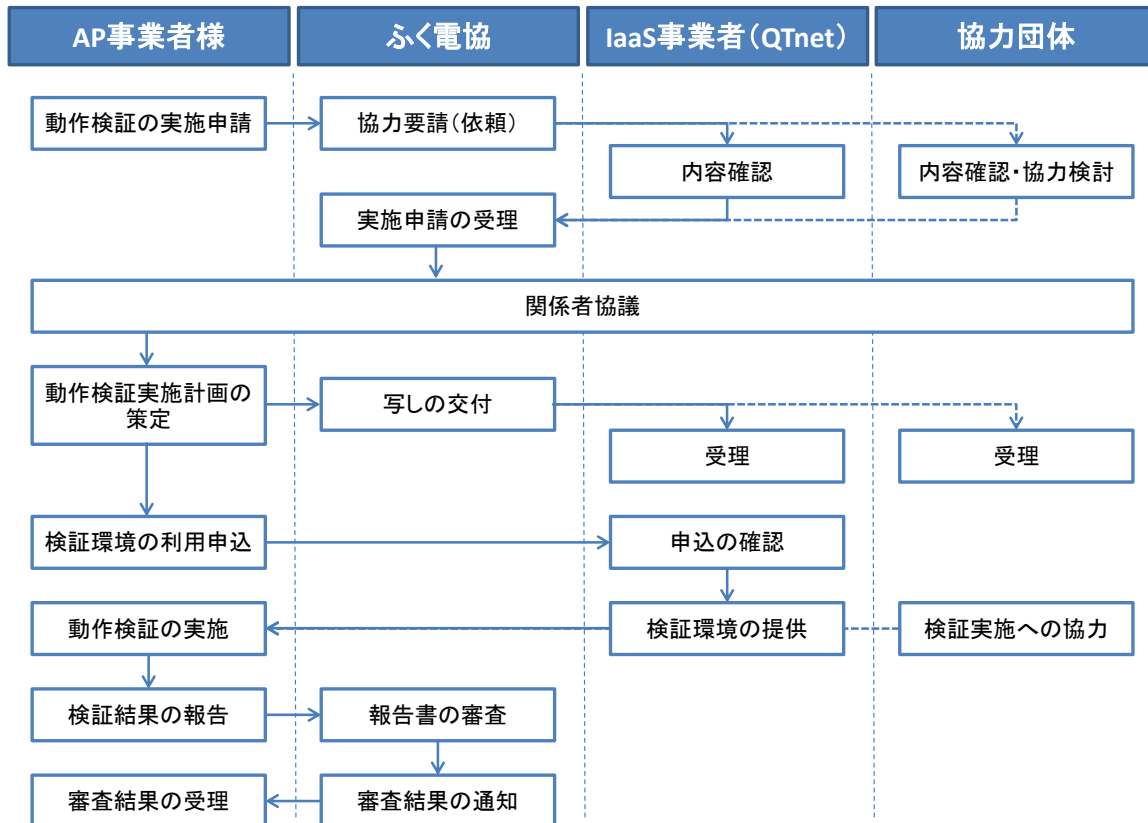 AP事業者様
ふく電協
IaaS事業者(QTnet)
協力団体
動作検証の実施申請
協力要請(依頼)
内容確認
内容確認・協力検討
実施申請の受理
関係者協議
動作検証実施計画の
策定
写しの交付
受理
受理
検証環境の利用申込
申込の確認
動作検証の実施
検証環境の提供
検証実施への協力
検証結果の報告
報告書の審査
審査結果の受理
審査結果の通知